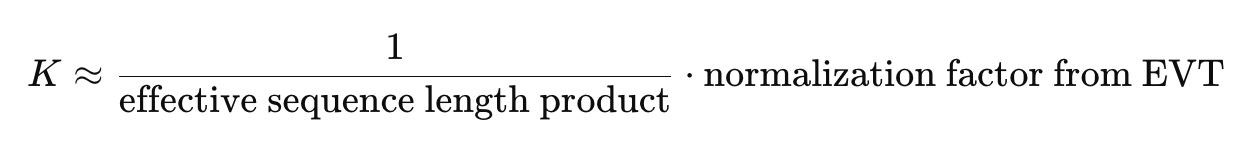 K ≈ 1 / effective sequence length product · normalization factor from EVT